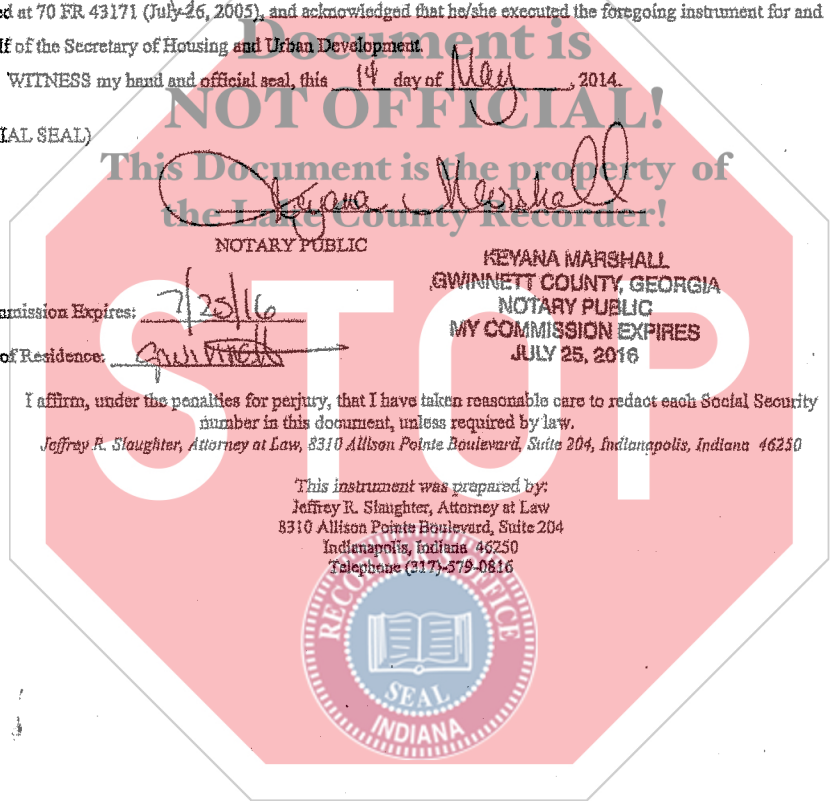 ed at 70 FR 43171 (July 26, 2005), and acknowledged that he/she executed the foregoing instrument for and
lf of the Secretary of Housing and Urban Development.
Document is
WITNESS my hand and official seal, this 14 day of May, 2014.
NOT OFFICIAL!
IAL SEAL)
This Document is the property of
Keyana Marshall
the Lake County Recorder!
NOTARY PUBLIC
KEYANA MARSHALL
GWINNETT COUNTY, GEORGIA
NOTARY PUBLIC
MY COMMISSION EXPIRES
JULY 25, 2016
mmission Expires: 7/25/16
of Residence: Gwinnett
STOP
I affirm, under the penalties for perjury, that I have taken reasonable care to redact each Social Security
number in this document, unless required by law.
Jeffrey R. Slaughter, Attorney at Law, 8310 Allison Pointe Boulevard, Suite 204, Indianapolis, Indiana 46250
This instrument was prepared by:
Jeffrey R. Slaughter, Attorney at Law
8310 Allison Pointe Boulevard, Suite 204
Indianapolis, Indiana 46250
Telephone (317)-579-0816
RECORDER'S OFFICE
SEAL
INDIANA